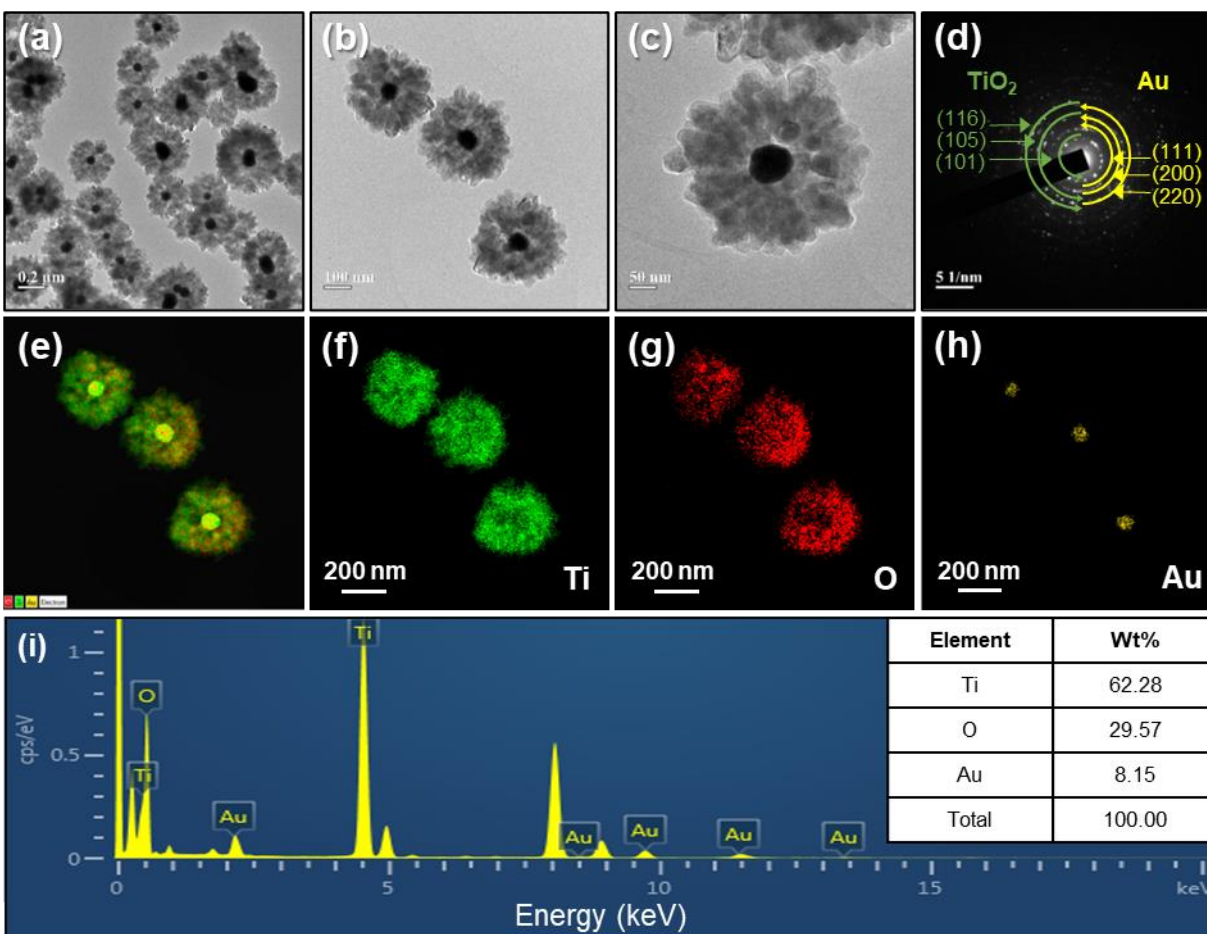 (a)
0.2 μm
(b)
100 nm
(c)
50 nm
(d)
TiO₂
Au
(116)
(105)
(101)
(111)
(200)
(220)
5 1/nm
(e)
O
Au
Electron
(f)
200 nm
Ti
(g)
200 nm
O
(h)
200 nm
Au
(i)
cps/eV
1
0.5
0
Ti
O
Ti
Au
Ti
Au
Au
Au
Au
0
5
10
15
keV
Energy (keV)
Element Wt%
Ti 62.28
O 29.57
Au 8.15
Total 100.00